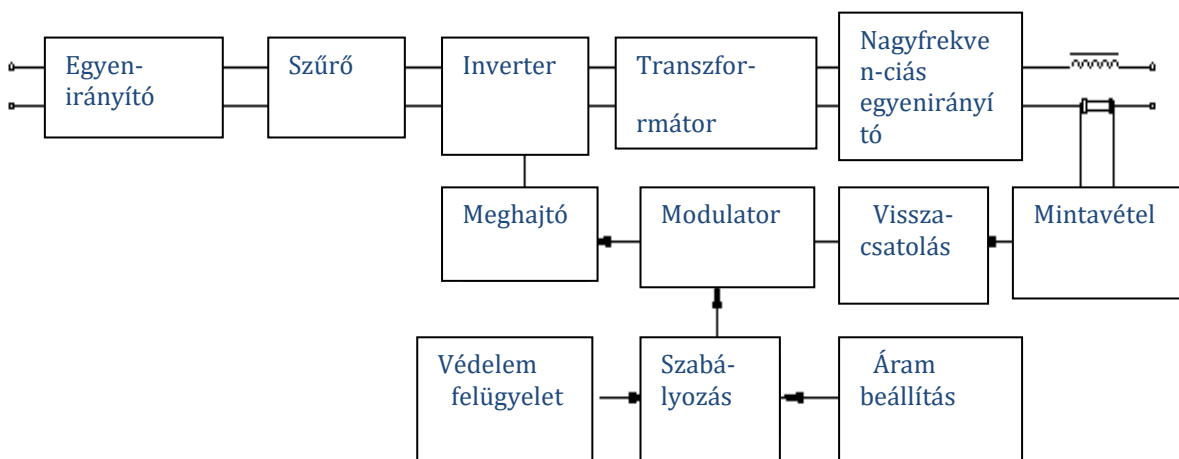 Egyen-
irányító
Szűrő
Inverter
Transzfor-
rmátor
Nagyfrekve
n-ciás
egyenirányí
tó
Meghajtó
Modulator
Vissza-
csatolás
Mintavétel
Védelem
felügyelet
Szabá-
lyozás
Áram
beállítás